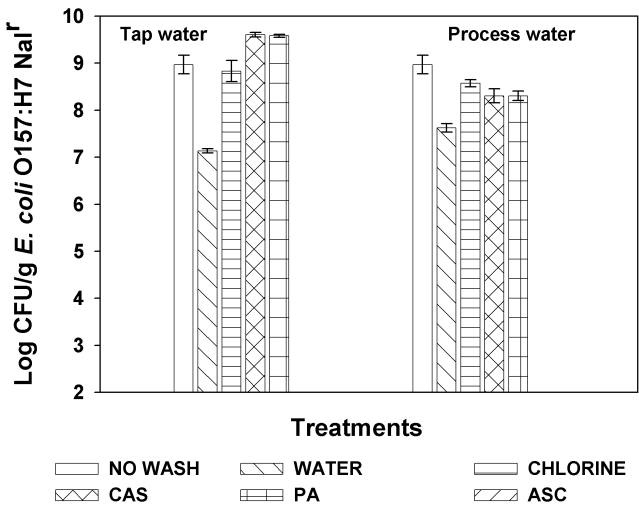 Log CFU/g E. coli O157:H7 Nal^r
10
9
8
7
6
5
4
3
2
Tap water
Process water
Treatments
NO WASH
WATER
CHLORINE
CAS
PA
ASC